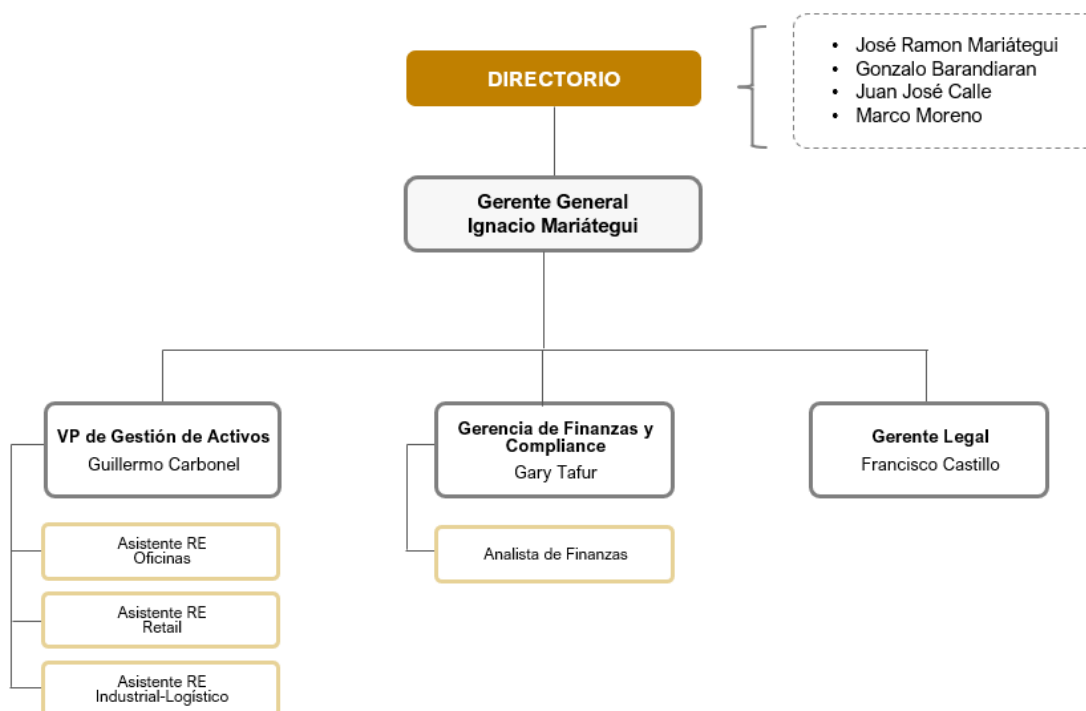 DIRECTORIO
• José Ramon Mariátegui
• Gonzalo Barandiaran
• Juan José Calle
• Marco Moreno
Gerente General
Ignacio Mariátegui
VP de Gestión de Activos
Guillermo Carbonel
Asistente RE
Oficinas
Asistente RE
Retail
Asistente RE
Industrial-Logístico
Gerencia de Finanzas y
Compliance
Gary Tafur
Analista de Finanzas
Gerente Legal
Francisco Castillo